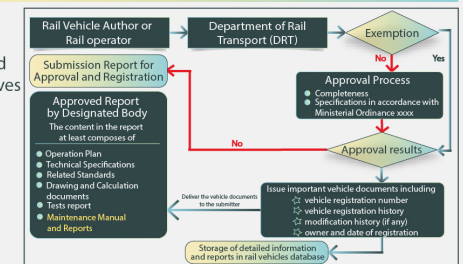 Rail Vehicle Author or
Rail operator
Department of Rail
Transport (DRT)
Exemption
No
Yes
Submission Report for
Approval and Registration
Approval Process
Completeness
Specifications in accordance with
Ministerial Ordinance xxxx
Approved Report
by Designated Body
The content in the report
at least composes of
Operation Plan
Technical Specifications
Related Standards
Drawing and Calculation
documents
Tests report
Maintenance Manual
and Reports
No
Approval results
Deliver the vehicle documents
to the submitter
Issue important vehicle documents including
vehicle registration number
vehicle registration history
modification history (if any)
owner and date of registration
Storage of detailed information
and reports in rail vehicles database